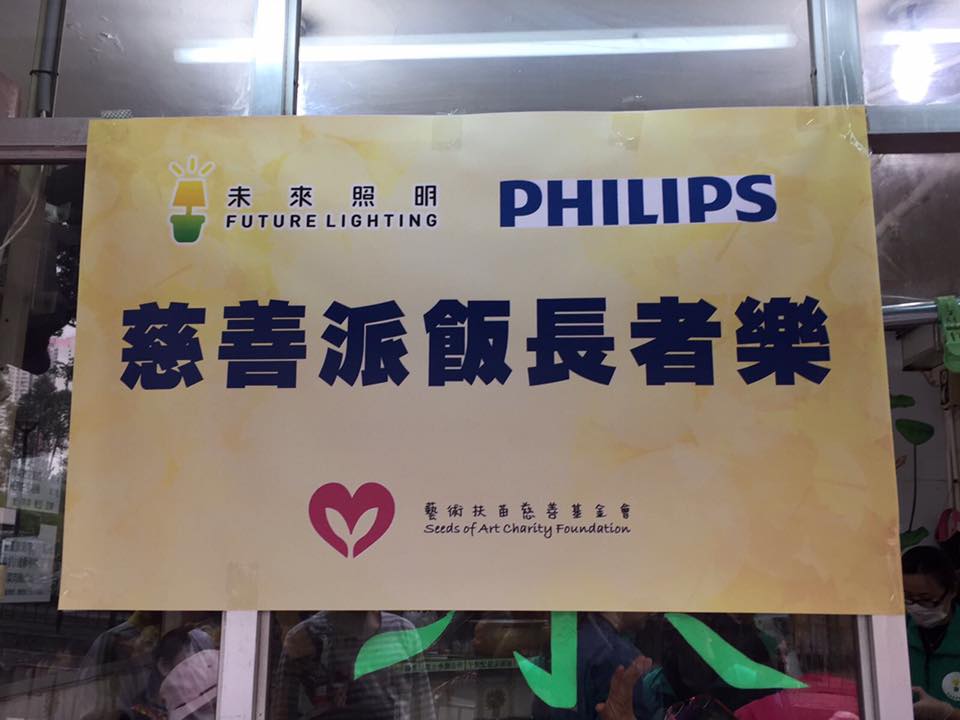 未來照明
FUTURE LIGHTING
PHILIPS
慈善派飯長者樂
藝術扶苗慈善基金會
Seeds of Art Charity Foundation